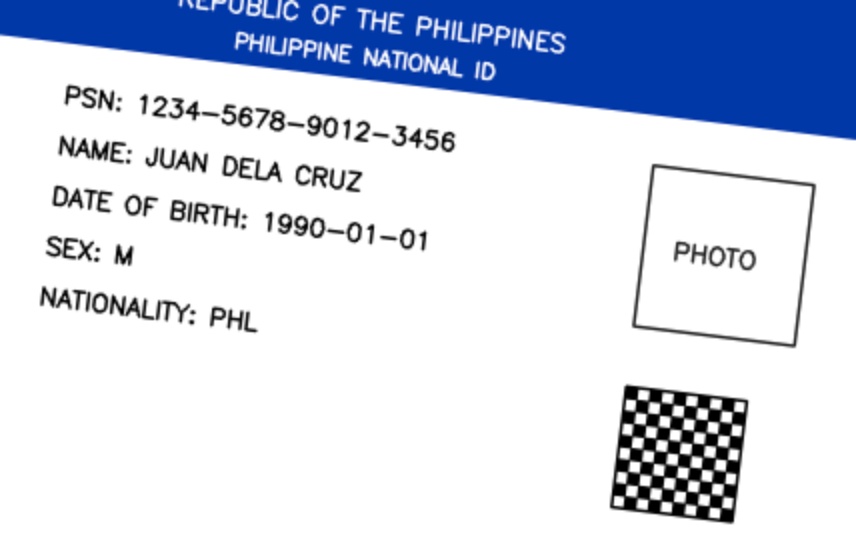 REPUBLIC OF THE PHILIPPINES
PHILIPPINE NATIONAL ID
PSN: 1234-5678-9012-3456
NAME: JUAN DELA CRUZ
DATE OF BIRTH: 1990-01-01
SEX: M
NATIONALITY: PHL
PHOTO